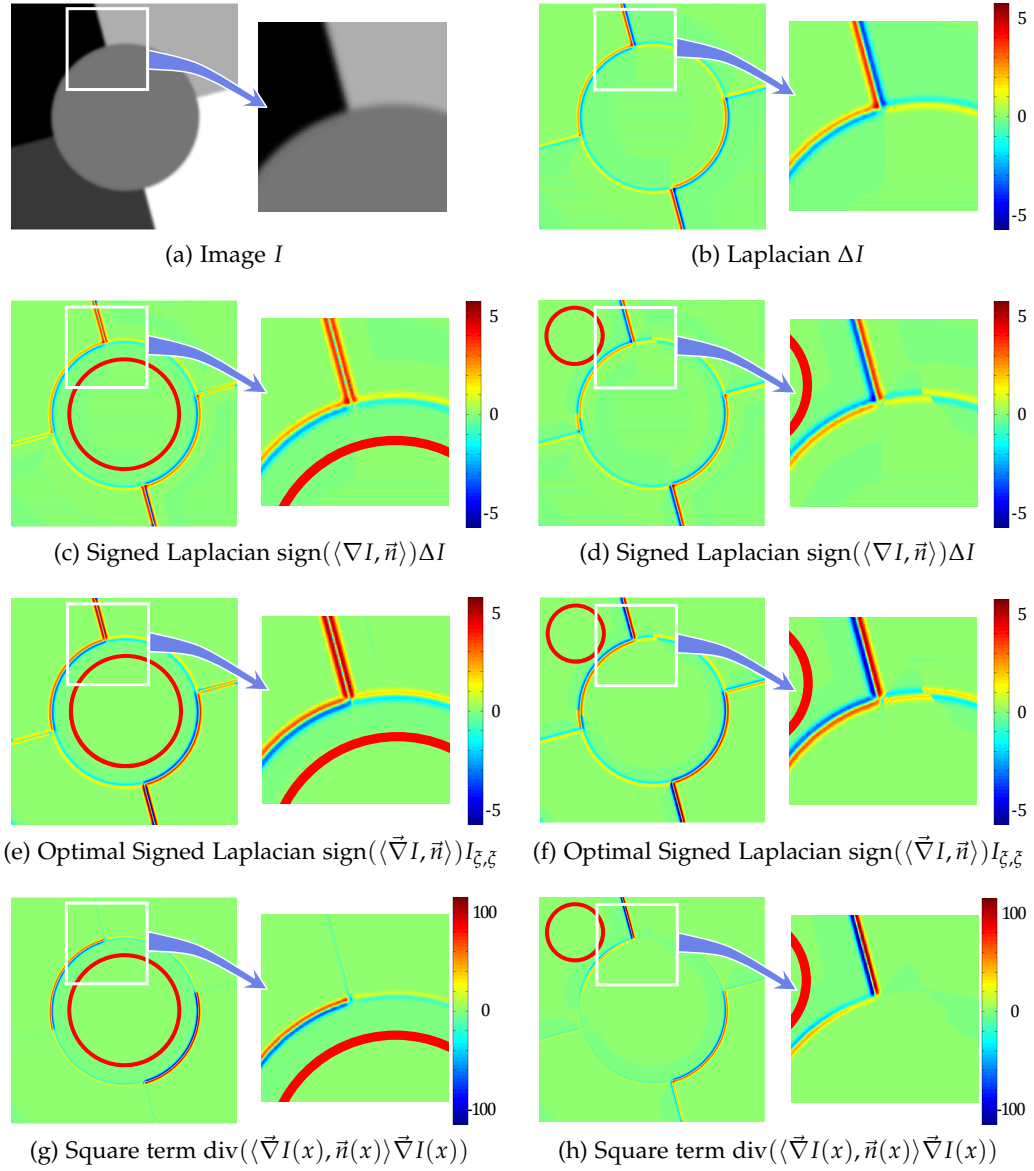 5
0
-5
(a) Image I
(b) Laplacian ΔI
5
0
-5
5
0
-5
(c) Signed Laplacian sign(⟨∇I, n⃗⟩)ΔI
(d) Signed Laplacian sign(⟨∇I, n⃗⟩)ΔI
5
0
-5
5
0
-5
(e) Optimal Signed Laplacian sign(⟨∇⃗I, n⃗⟩)I_{ξ,ξ}
(f) Optimal Signed Laplacian sign(⟨∇⃗I, n⃗⟩)I_{ξ,ξ}
100
0
-100
100
0
-100
(g) Square term div(⟨∇⃗I(x), n⃗(x)⟩∇⃗I(x))
(h) Square term div(⟨∇⃗I(x), n⃗(x)⟩∇⃗I(x))